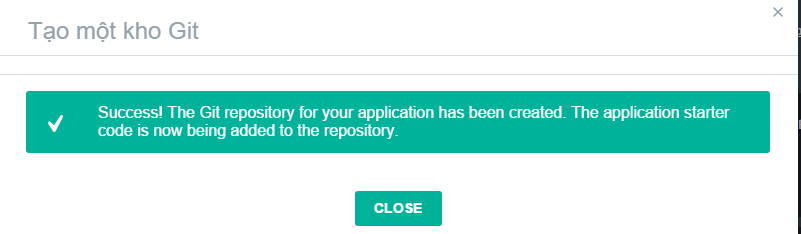 Tạo một kho Git
Success! The Git repository for your application has been created. The application starter
code is now being added to the repository.
CLOSE